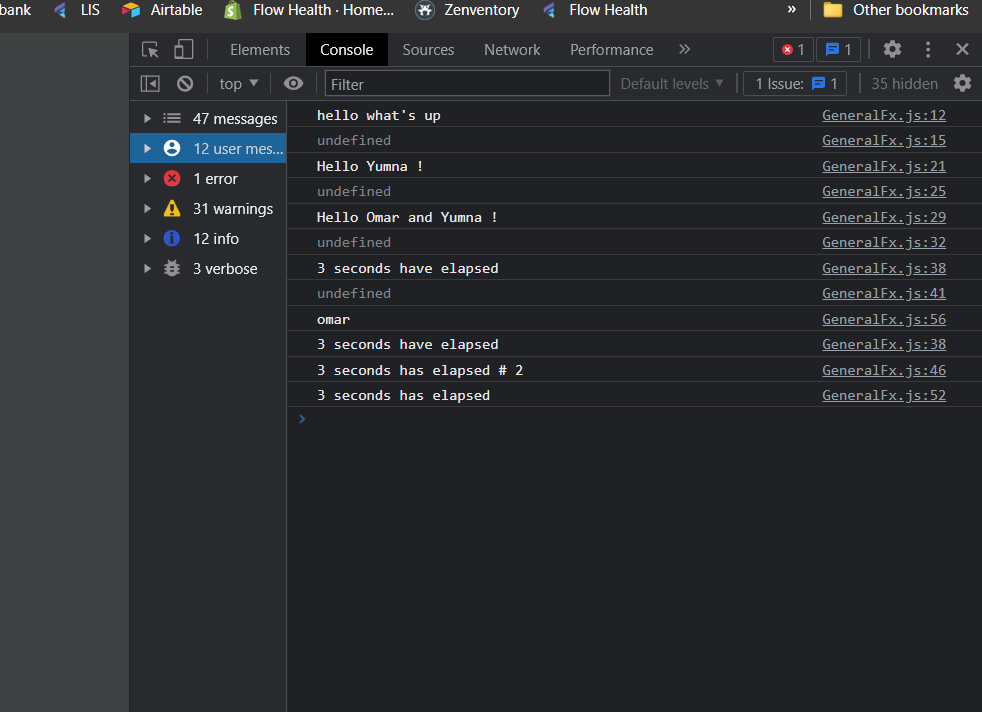 bank LIS Airtable Flow Health · Home... Zenventory Flow Health » Other bookmarks
Elements Console Sources Network Performance » 1 1
top Filter Default levels 1 Issue: 1 35 hidden
47 messages
12 user mes...
1 error
31 warnings
12 info
3 verbose
hello what's up GeneralFx.js:12
undefined GeneralFx.js:15
Hello Yumna ! GeneralFx.js:21
undefined GeneralFx.js:25
Hello Omar and Yumna ! GeneralFx.js:29
undefined GeneralFx.js:32
3 seconds have elapsed GeneralFx.js:38
undefined GeneralFx.js:41
omar GeneralFx.js:56
3 seconds have elapsed GeneralFx.js:38
3 seconds has elapsed # 2 GeneralFx.js:46
3 seconds has elapsed GeneralFx.js:52